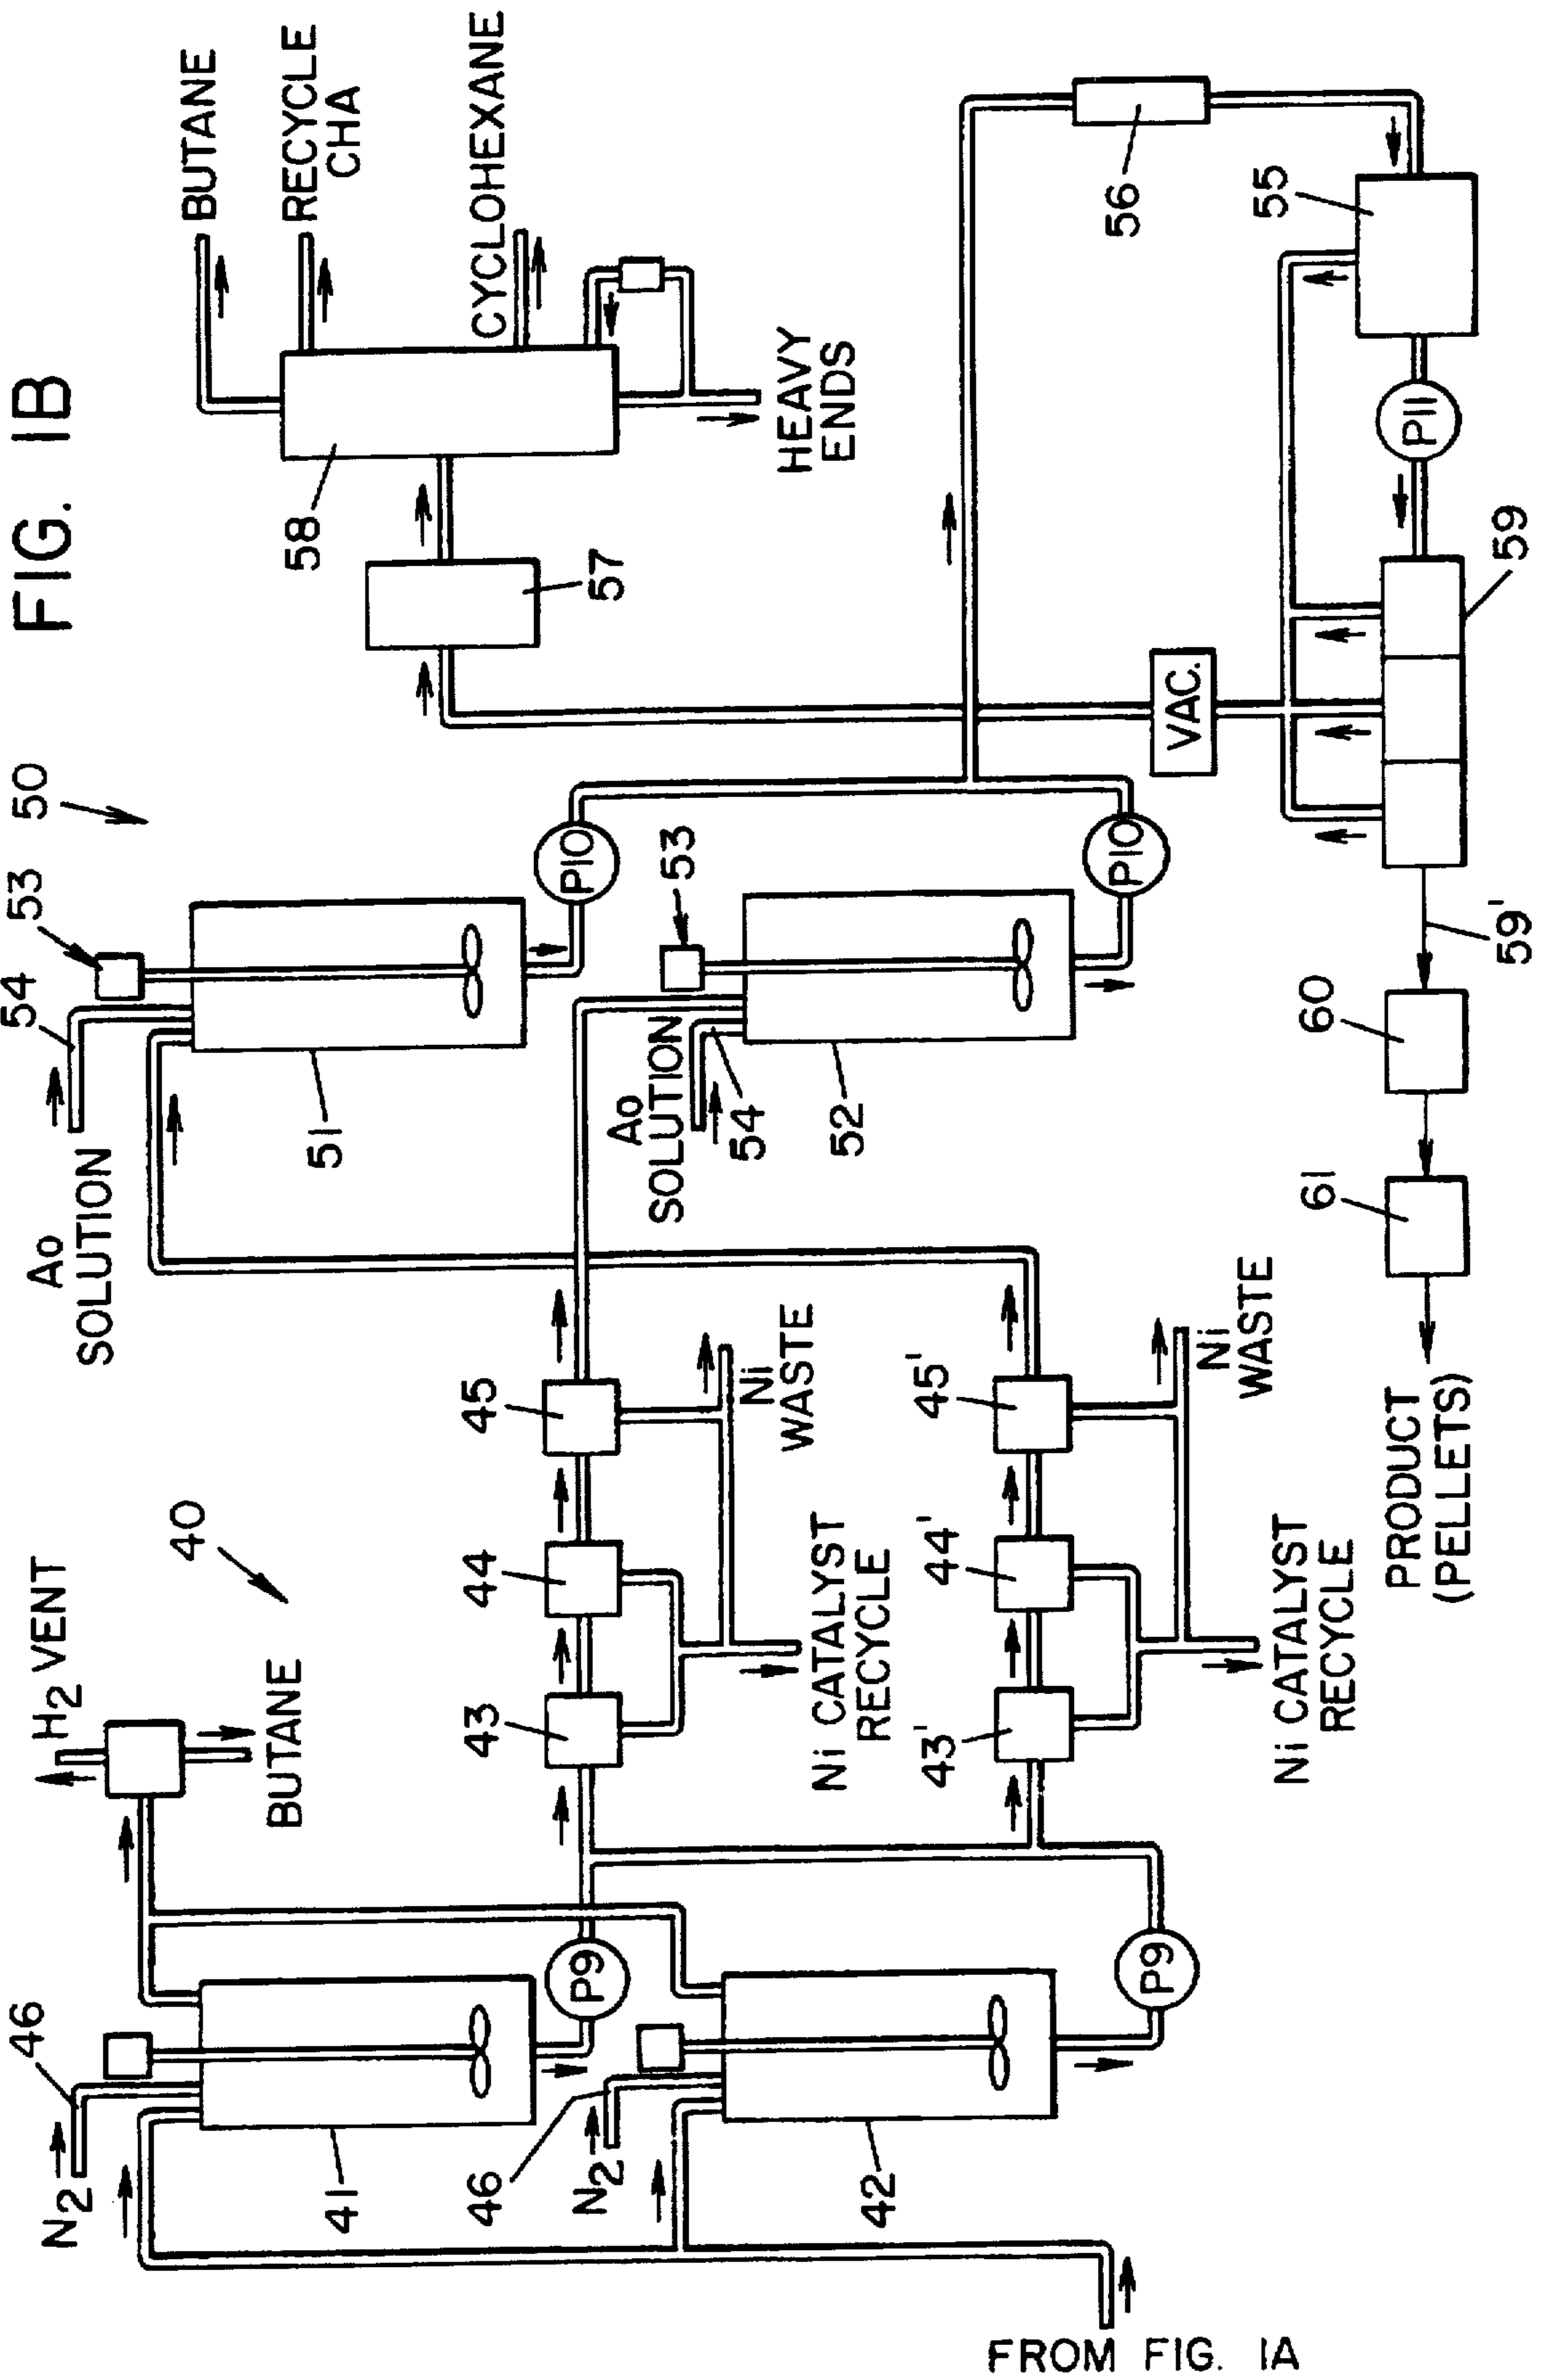 FIG. 1B
H2 VENT
40
BUTANE
46
N2
41
P9
46
N2
42
P9
FROM FIG. 1A
43
44
45
Ni
WASTE
Ni CATALYST
RECYCLE
43'
44'
45'
Ni
WASTE
Ni CATALYST
RECYCLE
Ao
SOLUTION
54
53
50
51
P10
Ao
SOLUTION
54
53
52
P10
BUTANE
RECYCLE
CHA
CYCLOHEXANE
58
57
HEAVY
ENDS
56
55
VAC.
P11
59
59'
60
61
PRODUCT
(PELLETS)